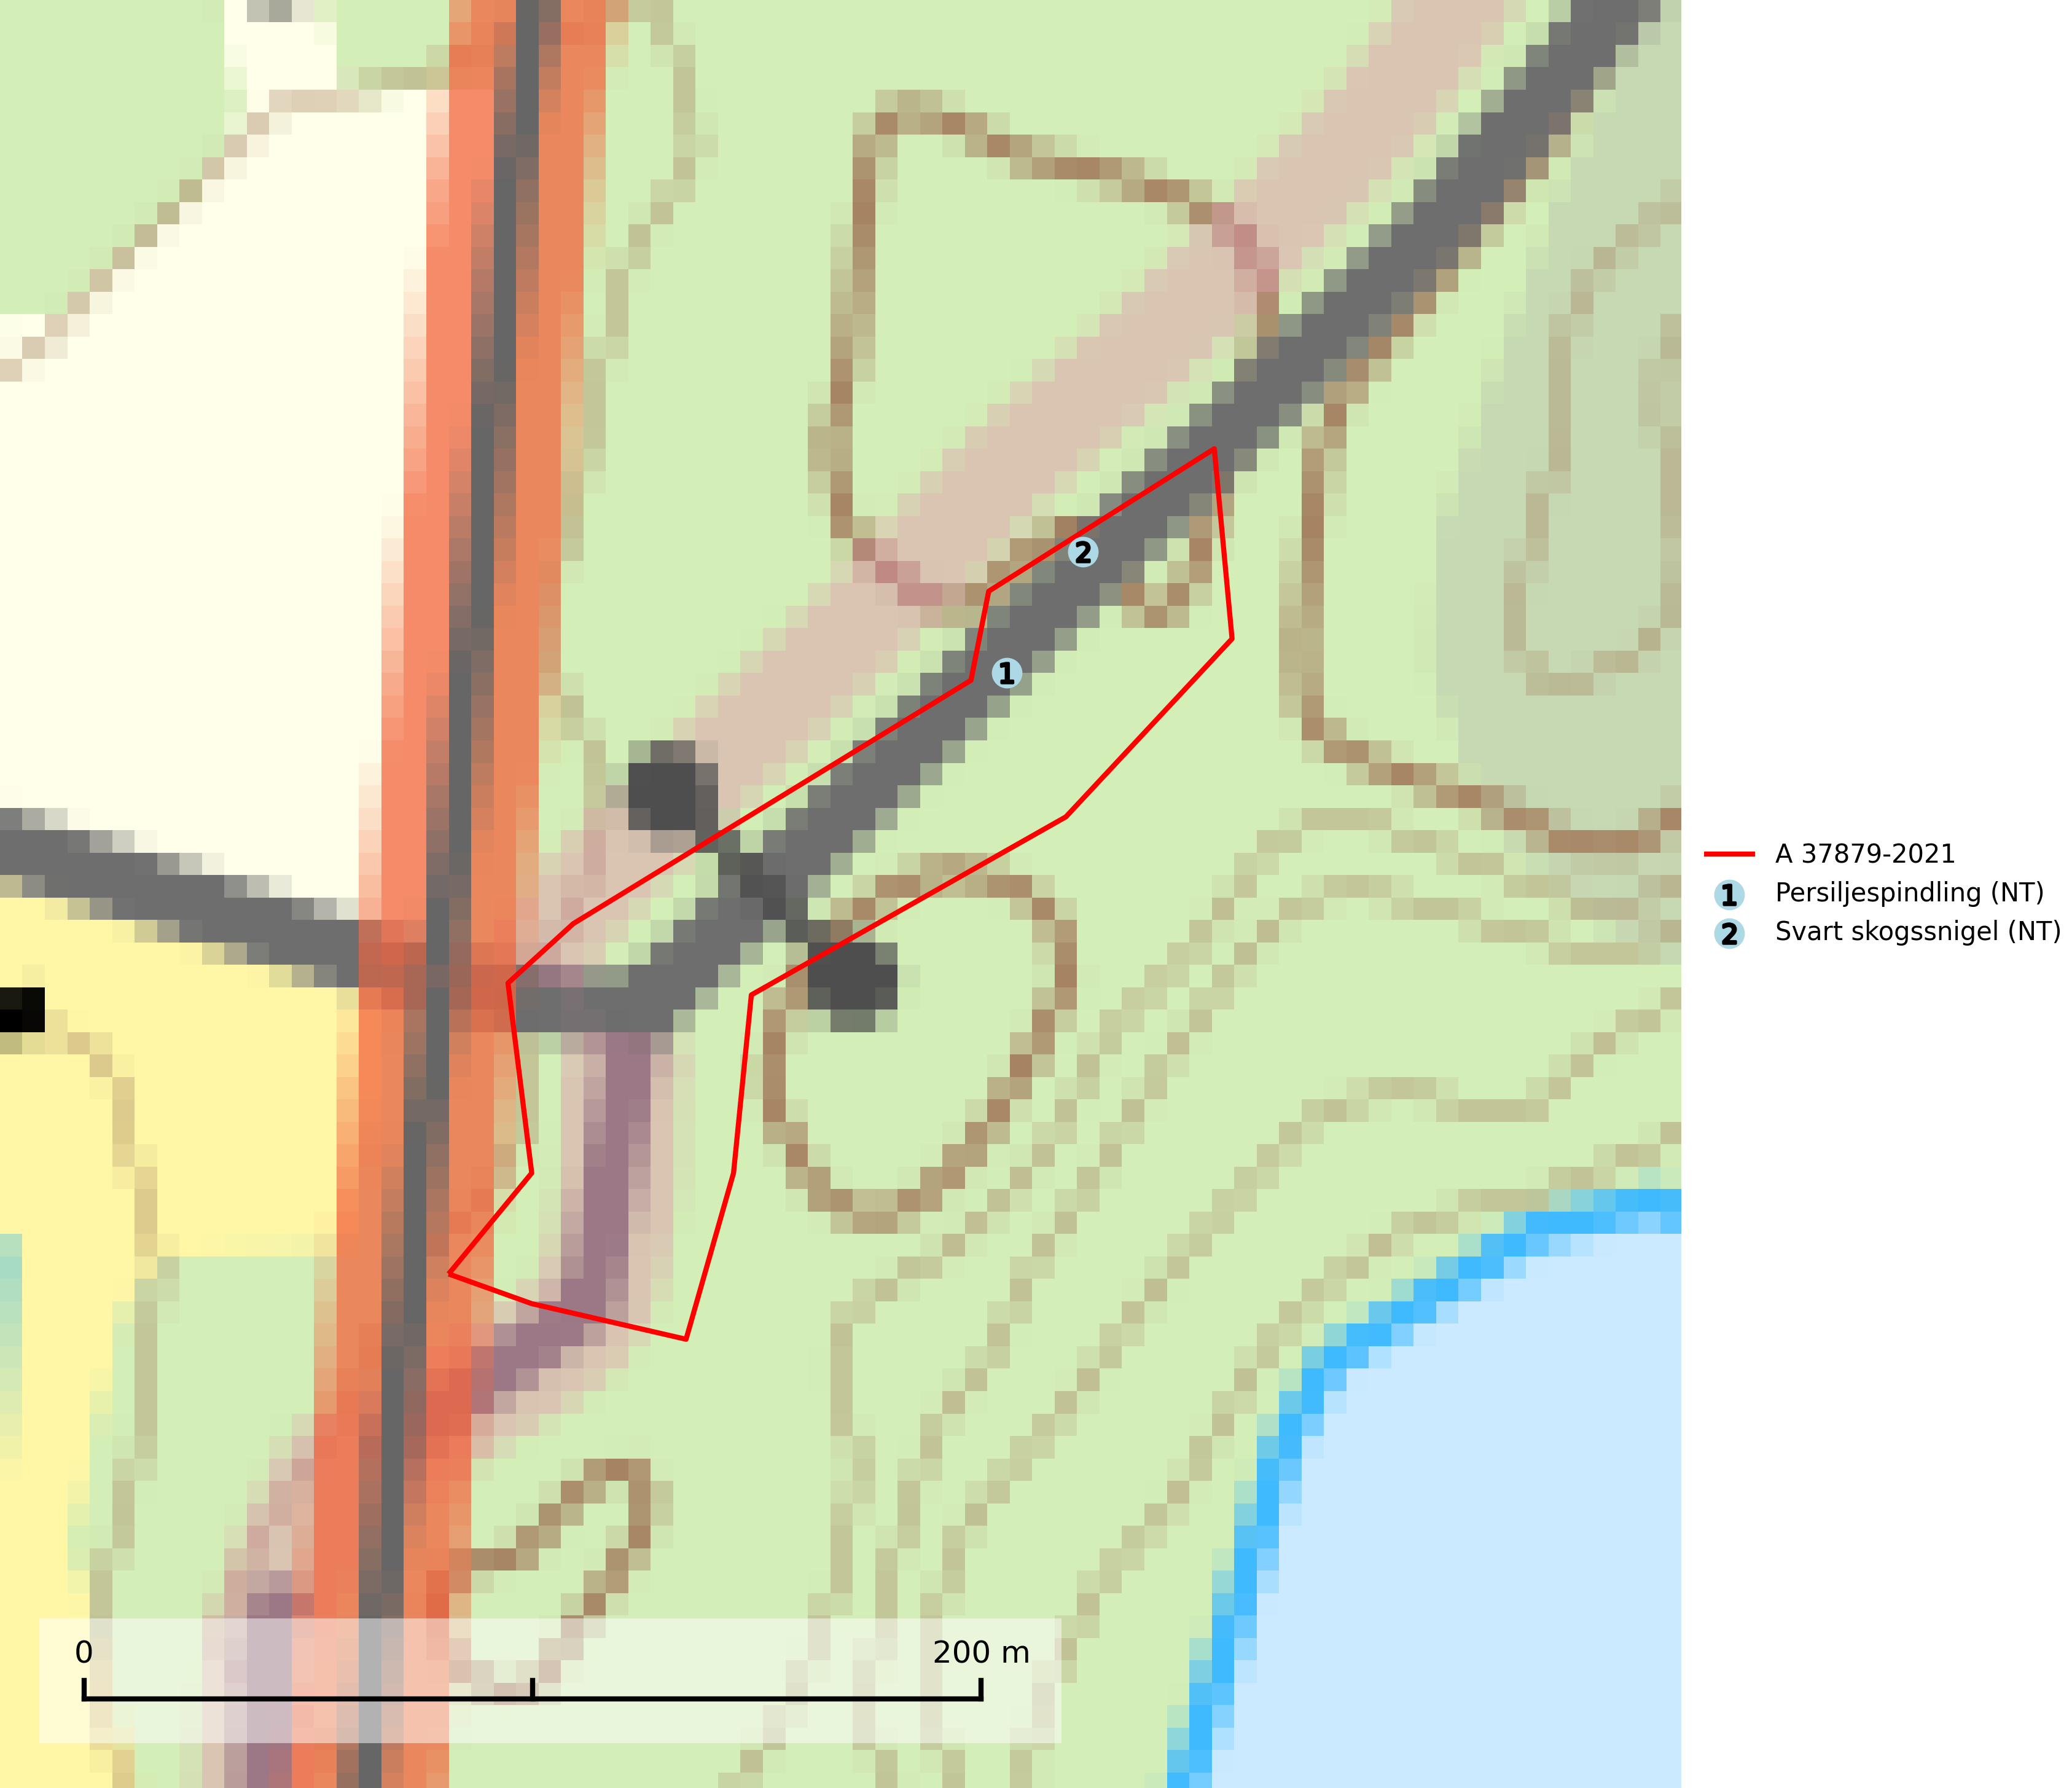 2
1
A 37879-2021
1 Persiljespindling (NT)
2 Svart skogssnigel (NT)
0 200 m